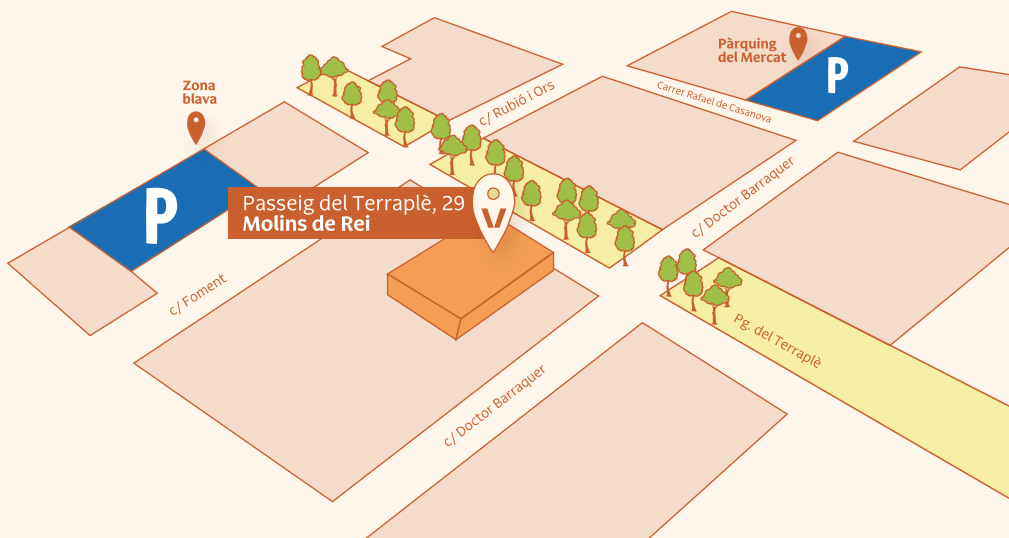 Pàrquing
del Mercat
P
Carrer Rafael de Casanova
Zona
blava
P
c/ Rubió i Ors
Passeig del Terraplè, 29
Molins de Rei
c/ Doctor Barraquer
c/ Foment
Pg. del Terraplè
c/ Doctor Barraquer